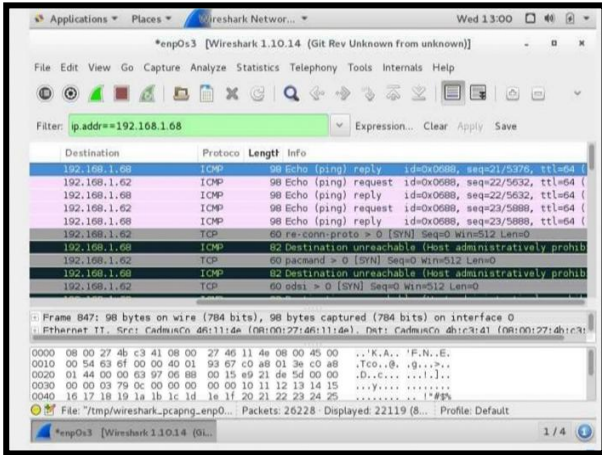 Applications Places Wireshark Networ... Wed 13:00
*enp0s3 [Wireshark 1.10.14 (Git Rev Unknown from unknown)]
File Edit View Go Capture Analyze Statistics Telephony Tools Internals Help
Filter: ip.addr==192.168.1.68 Expression... Clear Apply Save
Destination Protoco Length Info
192.168.1.68 ICMP 98 Echo (ping) reply id=0x0688, seq=21/5376, ttl=64 (
192.168.1.62 ICMP 98 Echo (ping) request id=0x0688, seq=22/5632, ttl=64 (
192.168.1.68 ICMP 98 Echo (ping) reply id=0x0688, seq=22/5632, ttl=64 (
192.168.1.62 ICMP 98 Echo (ping) request id=0x0688, seq=23/5888, ttl=64 (
192.168.1.68 ICMP 98 Echo (ping) reply id=0x0688, seq=23/5888, ttl=64 (
192.168.1.62 TCP 60 re-conn-proto > 0 [SYN] Seq=0 Win=512 Len=0
192.168.1.68 ICMP 82 Destination unreachable (Host administratively prohib
192.168.1.62 TCP 60 pacmand > 0 [SYN] Seq=0 Win=512 Len=0
192.168.1.68 ICMP 82 Destination unreachable (Host administratively prohib
192.168.1.62 TCP 60 odsi > 0 [SYN] Seq=0 Win=512 Len=0
Frame 847: 98 bytes on wire (784 bits), 98 bytes captured (784 bits) on interface 0
Ethernet II, Src: CadmusCo_46:11:4e (08:00:27:46:11:4e), Dst: CadmusCo_4b:c3:41 (08:00:27:4b:c3:
0000 08 00 27 4b c3 41 08 00 27 46 11 4e 08 00 45 00 ..'K.A.. 'F.N..E.
0010 00 54 63 6f 00 00 40 01 93 67 c0 a8 01 3e c0 a8 .Tco..@. .g...>..
0020 01 44 00 00 63 97 06 88 00 15 e9 21 de 5d 00 00 .D..c... ...!.]..
0030 00 00 03 79 0c 00 00 00 00 00 10 11 12 13 14 15 ...y.... ........
0040 16 17 18 19 1a 1b 1c 1d 1e 1f 20 21 22 23 24 25 ........ .. !"#$%
File: "/tmp/wireshark_pcapng_enp0... Packets: 26228 · Displayed: 22119 (8... Profile: Default
*enp0s3 [Wireshark 1.10.14 (Gi... 1 / 4 1